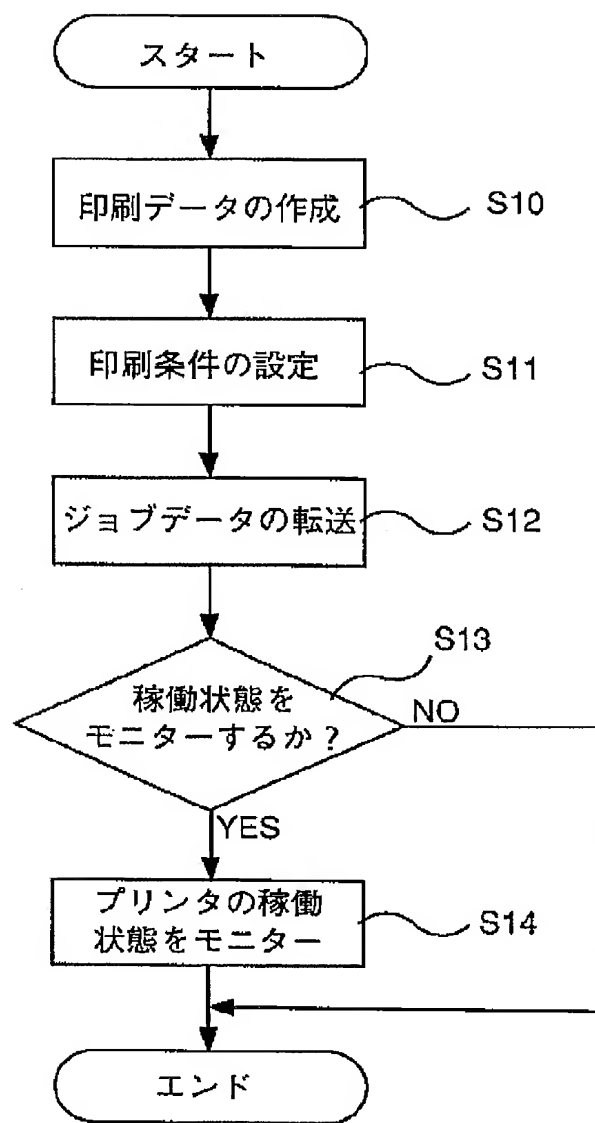 スタート
印刷データの作成
S10
印刷条件の設定
S11
ジョブデータの転送
S12
S13
稼働状態を
モニターするか？
NO
YES
プリンタの稼働
状態をモニター
S14
エンド